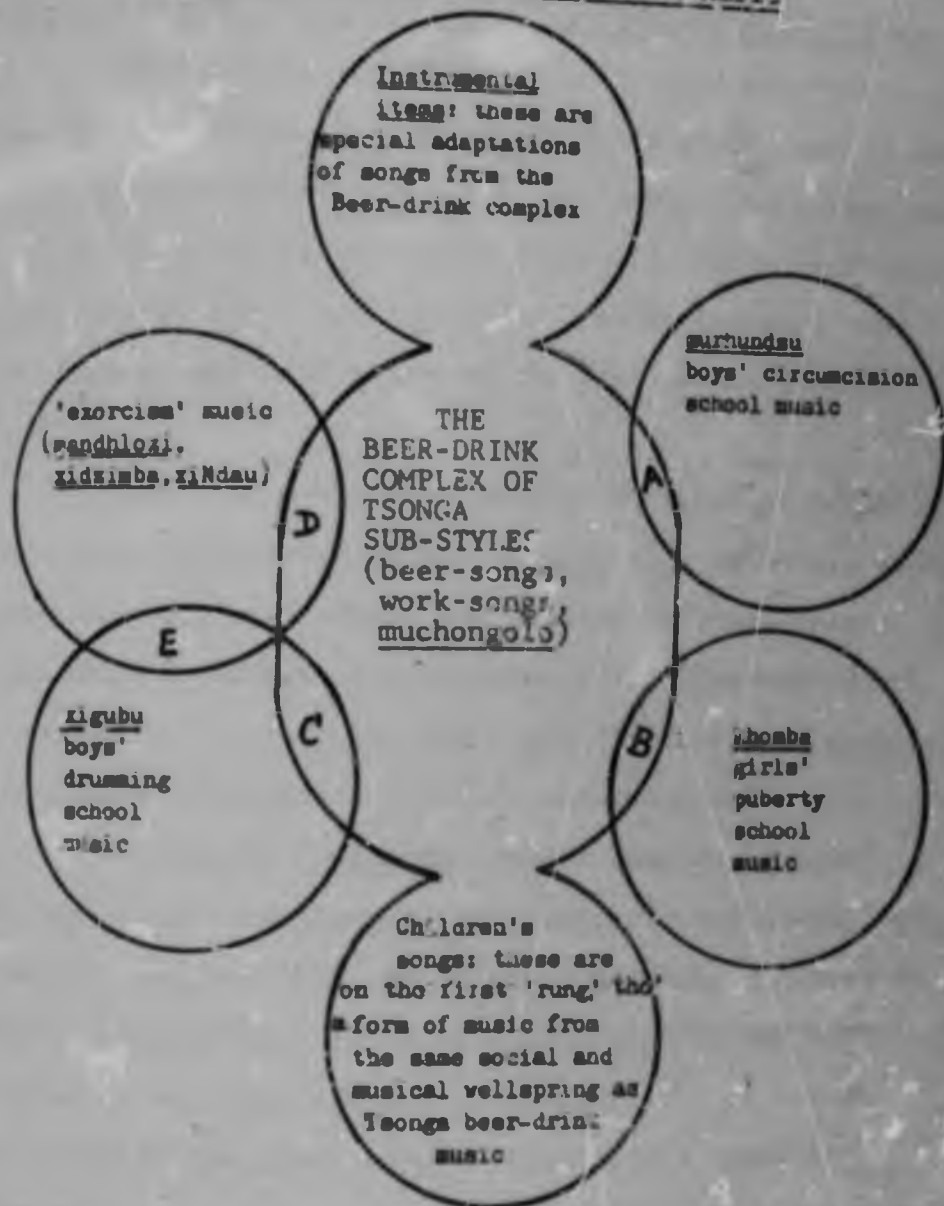 Instrumental
items: these are
special adaptations
of songs from the
Beer-drink complex
murhundzu
boys' circumcision
school music
'exorcism' music
(mandhlozi,
xidzimba, xiNdau)
THE
BEER-DRINK
COMPLEX OF
TSONGA
SUB-STYLES
(beer-songs,
work-songs,
muchongolo)
A
D
E
C
B
xigubu
boys'
drumming
school
music
khomba
girls'
puberty
school
music
Children's
songs: these are
on the first 'rung,' tho'
a form of music from
the same social and
musical wellspring as
Tsonga beer-drink
music